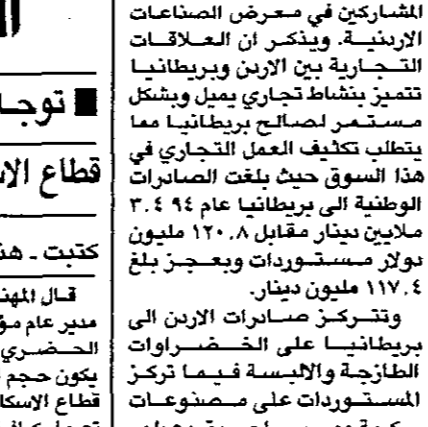 المشاركين في معرض الصناعات
الاردنية. ويذكر ان العلاقات
التجارية بين الاردن وبريطانيا
تتميز بنشاط تجاري يميل وبشكل
مستمر لصالح بريطانيا مما
يتطلب تكثيف العمل التجاري في
هذا السوق حيث بلغت الصادرات
الوطنية الى بريطانيا عام ٩٤ ٣.٤
ملايين دينار مقابل ١٢٠.٨ مليون
دولار مستوردات وبعجز بلغ
١١٧.٤ مليون دينار.
وتتركز صادرات الاردن الى
بريطانيا على الخضراوات
الطازجة والالبسة فيما تركز
المستوردات على مصنوعات
■ توجـ
قطاع الاس
كتبت ـ هنـ
قال المهند
مدير عام مؤ
الحضري
يكون حجم
قطاع الاسكا